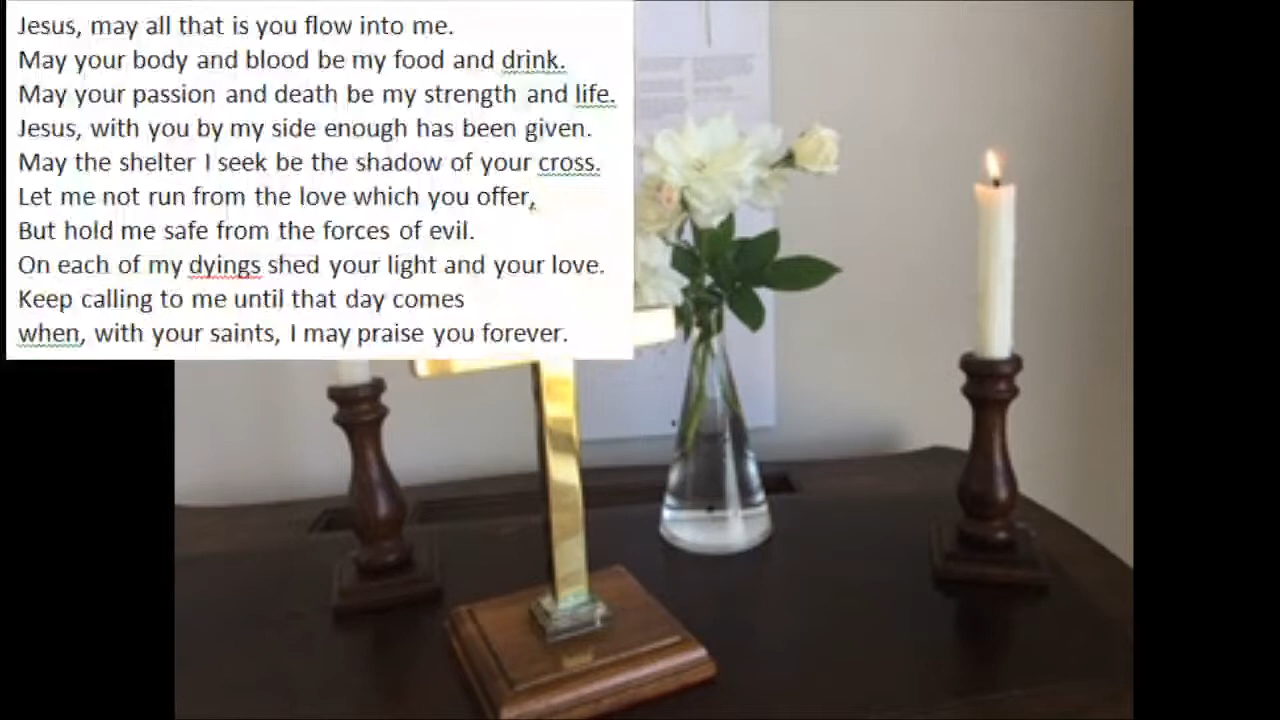 Jesus, may all that is you flow into me.
May your body and blood be my food and drink.
May your passion and death be my strength and life.
Jesus, with you by my side enough has been given.
May the shelter I seek be the shadow of your cross.
Let me not run from the love which you offer,
But hold me safe from the forces of evil.
On each of my dyings shed your light and your love.
Keep calling to me until that day comes
when, with your saints, I may praise you forever.